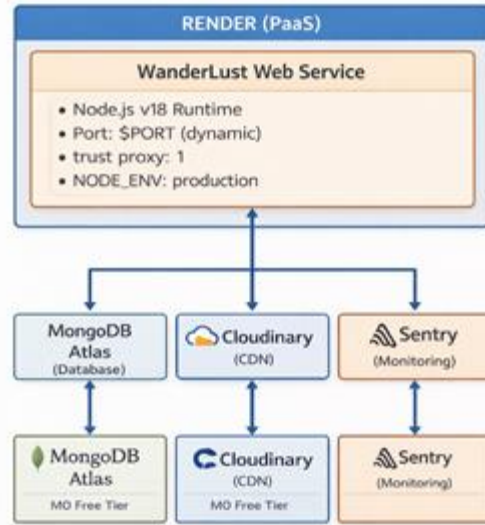 RENDER (PaaS)
WanderLust Web Service
• Node.js v18 Runtime
• Port: $PORT (dynamic)
• trust proxy: 1
• NODE_ENV: production
MongoDB
Atlas
(Database)
Cloudinary
(CDN)
Sentry
(Monitoring)
MongoDB
Atlas
M0 Free Tier
Cloudinary
(CDN)
M0 Free Tier
Sentry
(Monitoring)